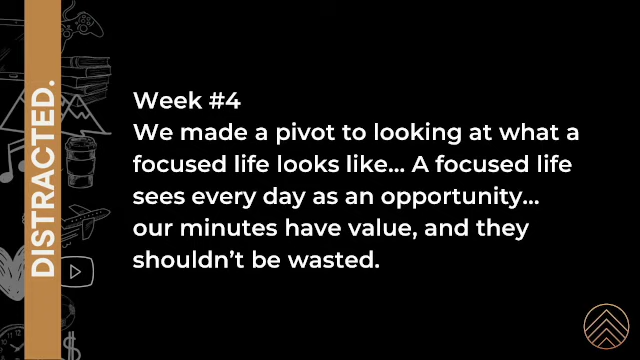 DISTRACTED.
Week #4
We made a pivot to looking at what a
focused life looks like... A focused life
sees every day as an opportunity...
our minutes have value, and they
shouldn't be wasted.